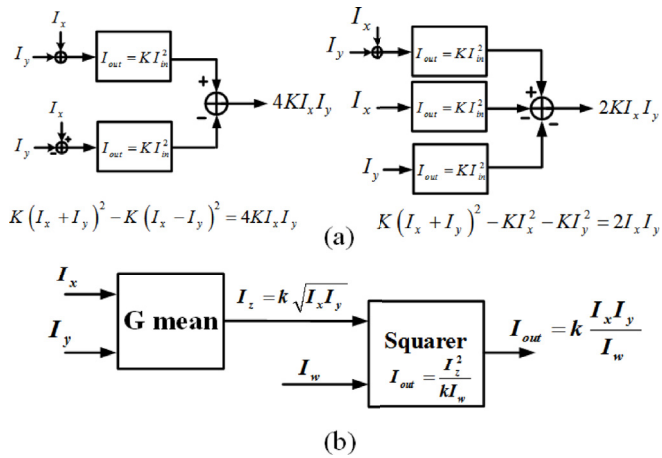 I_x
I_y
I_out = KI_in^2
+
I_x
−
4KI_xI_y
I_y
− +
I_out = KI_in^2
K(I_x + I_y)^2 − K(I_x − I_y)^2 = 4KI_xI_y
I_x
I_y
I_out = KI_in^2
+
I_x
I_out = KI_in^2
−
−
2KI_xI_y
I_y
I_out = KI_in^2
K(I_x + I_y)^2 − KI_x^2 − KI_y^2 = 2I_xI_y
(a)
I_x
I_y
G mean
I_z = k√(I_xI_y)
I_w
Squarer
I_out = I_z^2 / kI_w
I_out = k I_xI_y / I_w
(b)